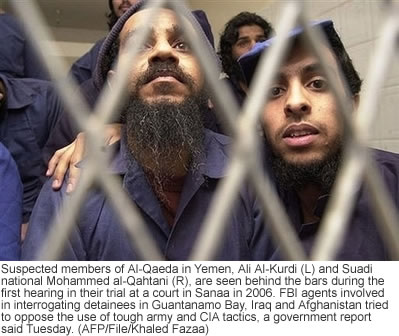 Suspected members of Al-Qaeda in Yemen, Ali Al-Kurdi (L) and Suadi
national Mohammed al-Qahtani (R), are seen behind the bars during the
first hearing in their trial at a court in Sanaa in 2006. FBI agents involved
in interrogating detainees in Guantanamo Bay, Iraq and Afghanistan tried
to oppose the use of tough army and CIA tactics, a government report
said Tuesday. (AFP/File/Khaled Fazaa)